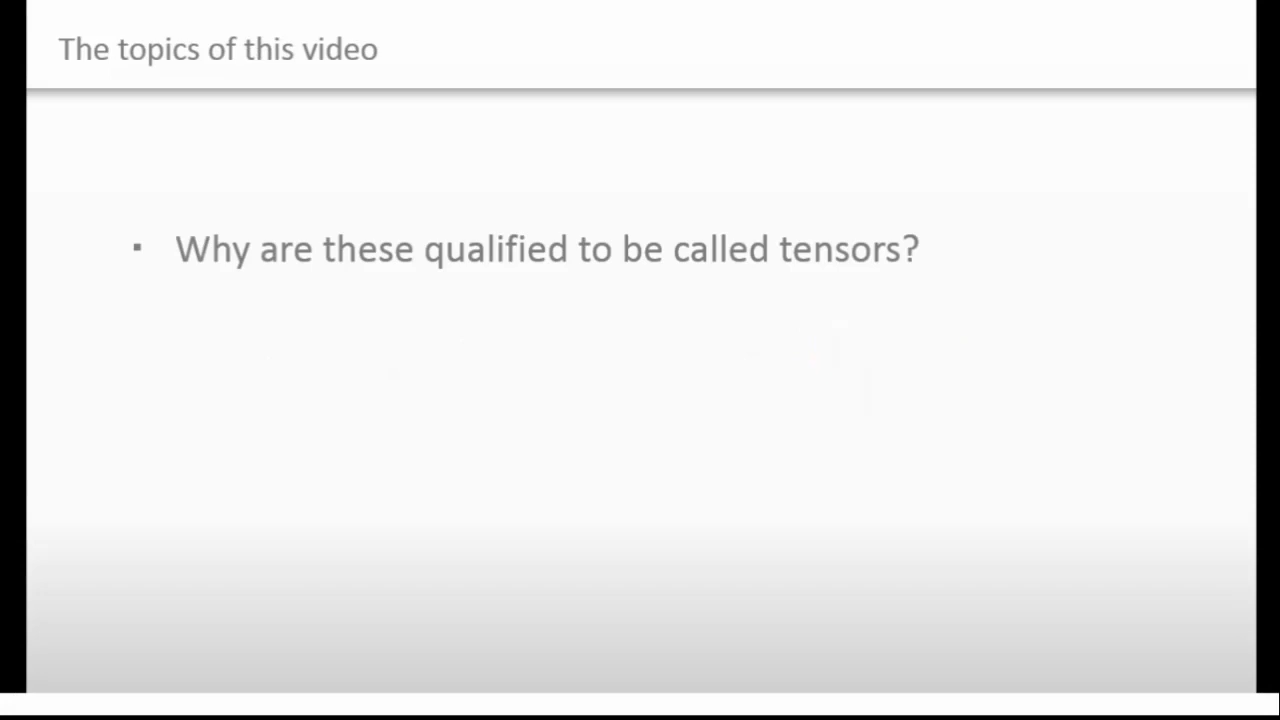 The topics of this video
▪ Why are these qualified to be called tensors?